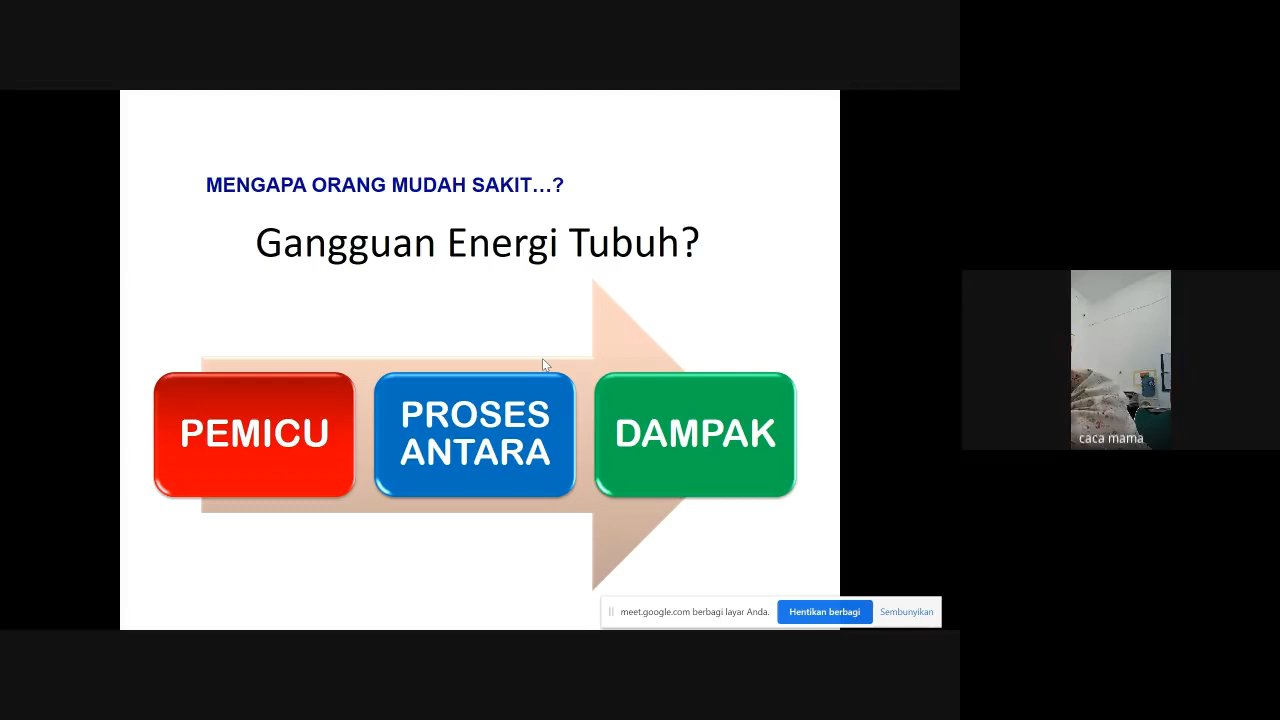 MENGAPA ORANG MUDAH SAKIT...?
Gangguan Energi Tubuh?
PEMICU
PROSES
ANTARA
DAMPAK
caca mama
meet.google.com berbagi layar Anda.
Hentikan berbagi
Sembunyikan